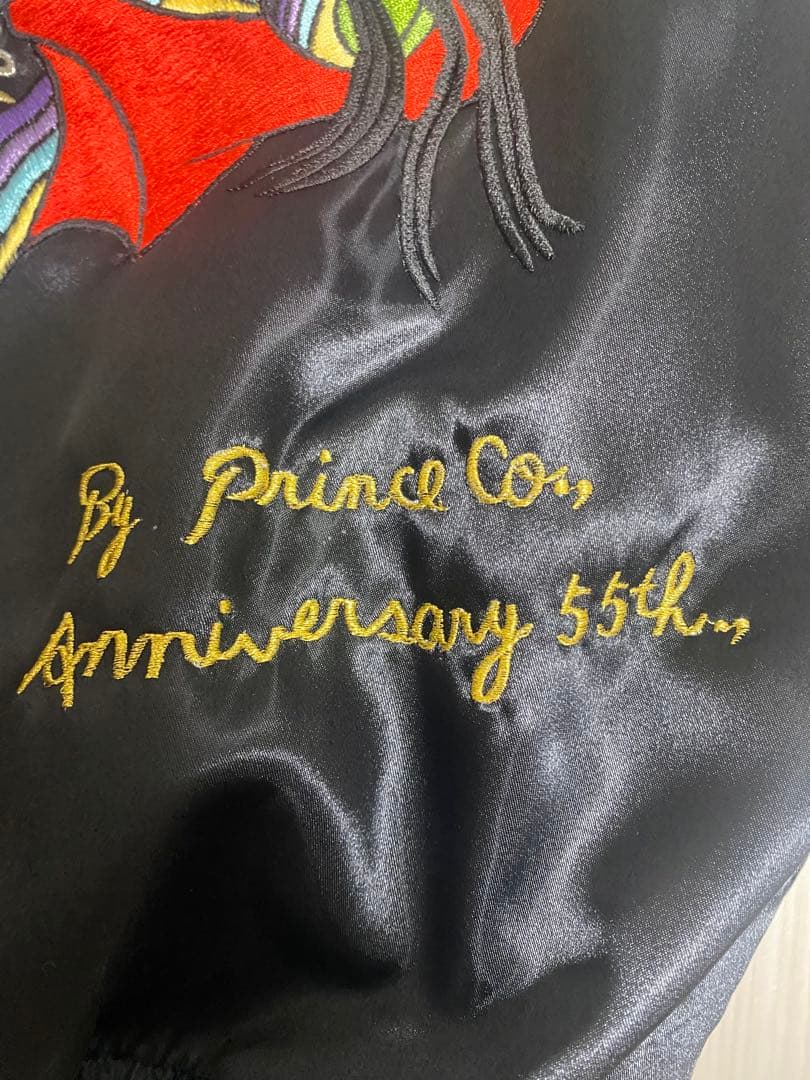 By Prince Co,,
Anniversary 55th...,,